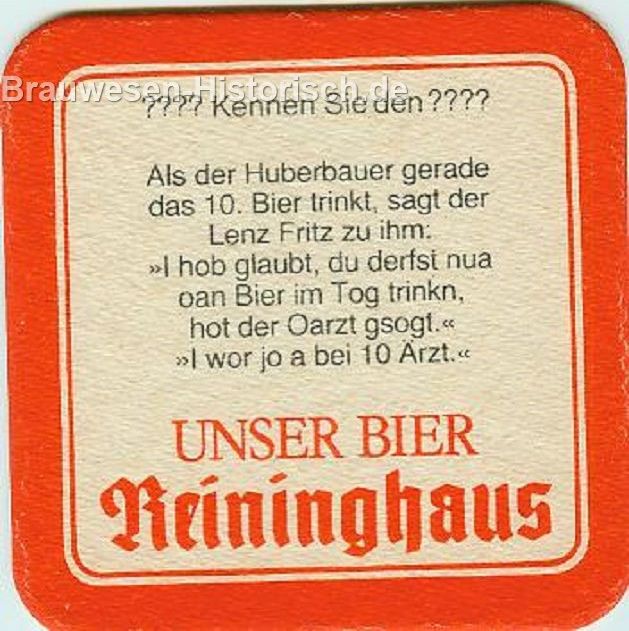 Brauwesen-Historisch.de
???? Kennen Sie den ????
Als der Huberbauer gerade
das 10. Bier trinkt, sagt der
Lenz Fritz zu ihm:
»I hob glaubt, du derfst nua
oan Bier im Tog trinkn,
hot der Oarzt gsogt.«
»I wor jo a bei 10 Arzt.«
UNSER BIER
Reininghaus